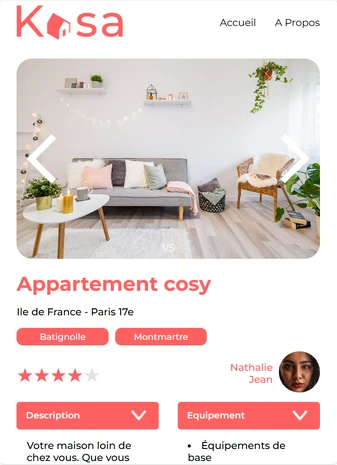 Kasa
Accueil A Propos
1/5
Appartement cosy
Ile de France - Paris 17e
Batignolle Montmartre
Nathalie
Jean
Description Equipement
Votre maison loin de
chez vous. Que vous
• Équipements de
base